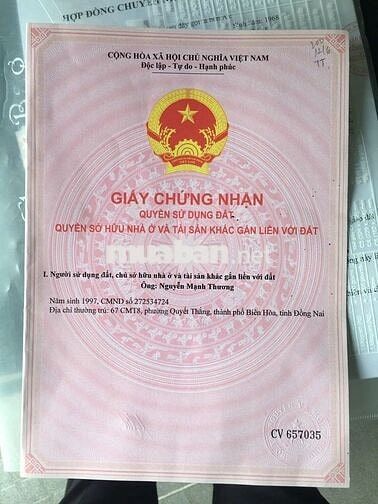 HỢP ĐỒNG CHUYỂN
1968
CỘNG HÒA XÃ HỘI CHỦ NGHĨA VIỆT NAM
Độc lập - Tự do - Hạnh phúc
GIẤY CHỨNG NHẬN
QUYỀN SỬ DỤNG ĐẤT
QUYỀN SỞ HỮU NHÀ Ở VÀ TÀI SẢN KHÁC GẮN LIỀN VỚI ĐẤT
muaban.net
I. Người sử dụng đất, chủ sở hữu nhà ở và tài sản khác gắn liền với đất
Ông: Nguyễn Mạnh Thương
Năm sinh 1997, CMND số 272534724
Địa chỉ thường trú: 67 CMT8, phường Quyết Thắng, thành phố Biên Hòa, tỉnh Đồng Nai
CV 657035